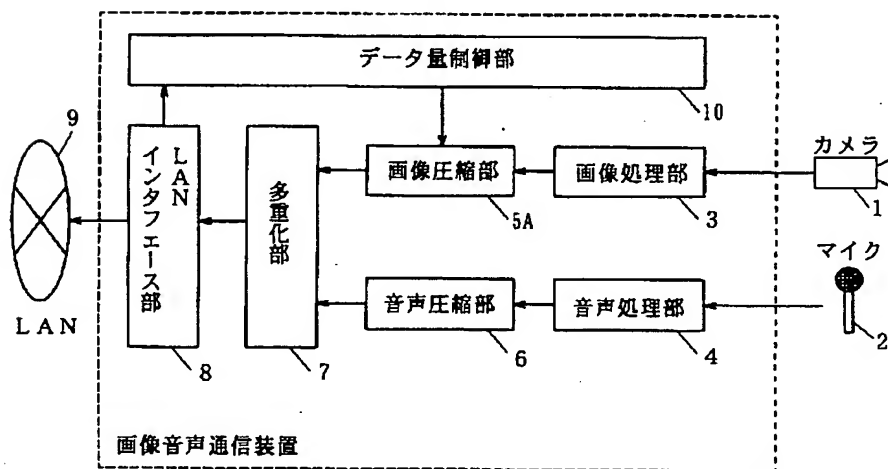 データ量制御部
10
9
LAN
インタフェース部
LAN
8
多重化部
7
画像圧縮部
5A
画像処理部
3
カメラ
1
音声圧縮部
6
音声処理部
4
マイク
2
画像音声通信装置